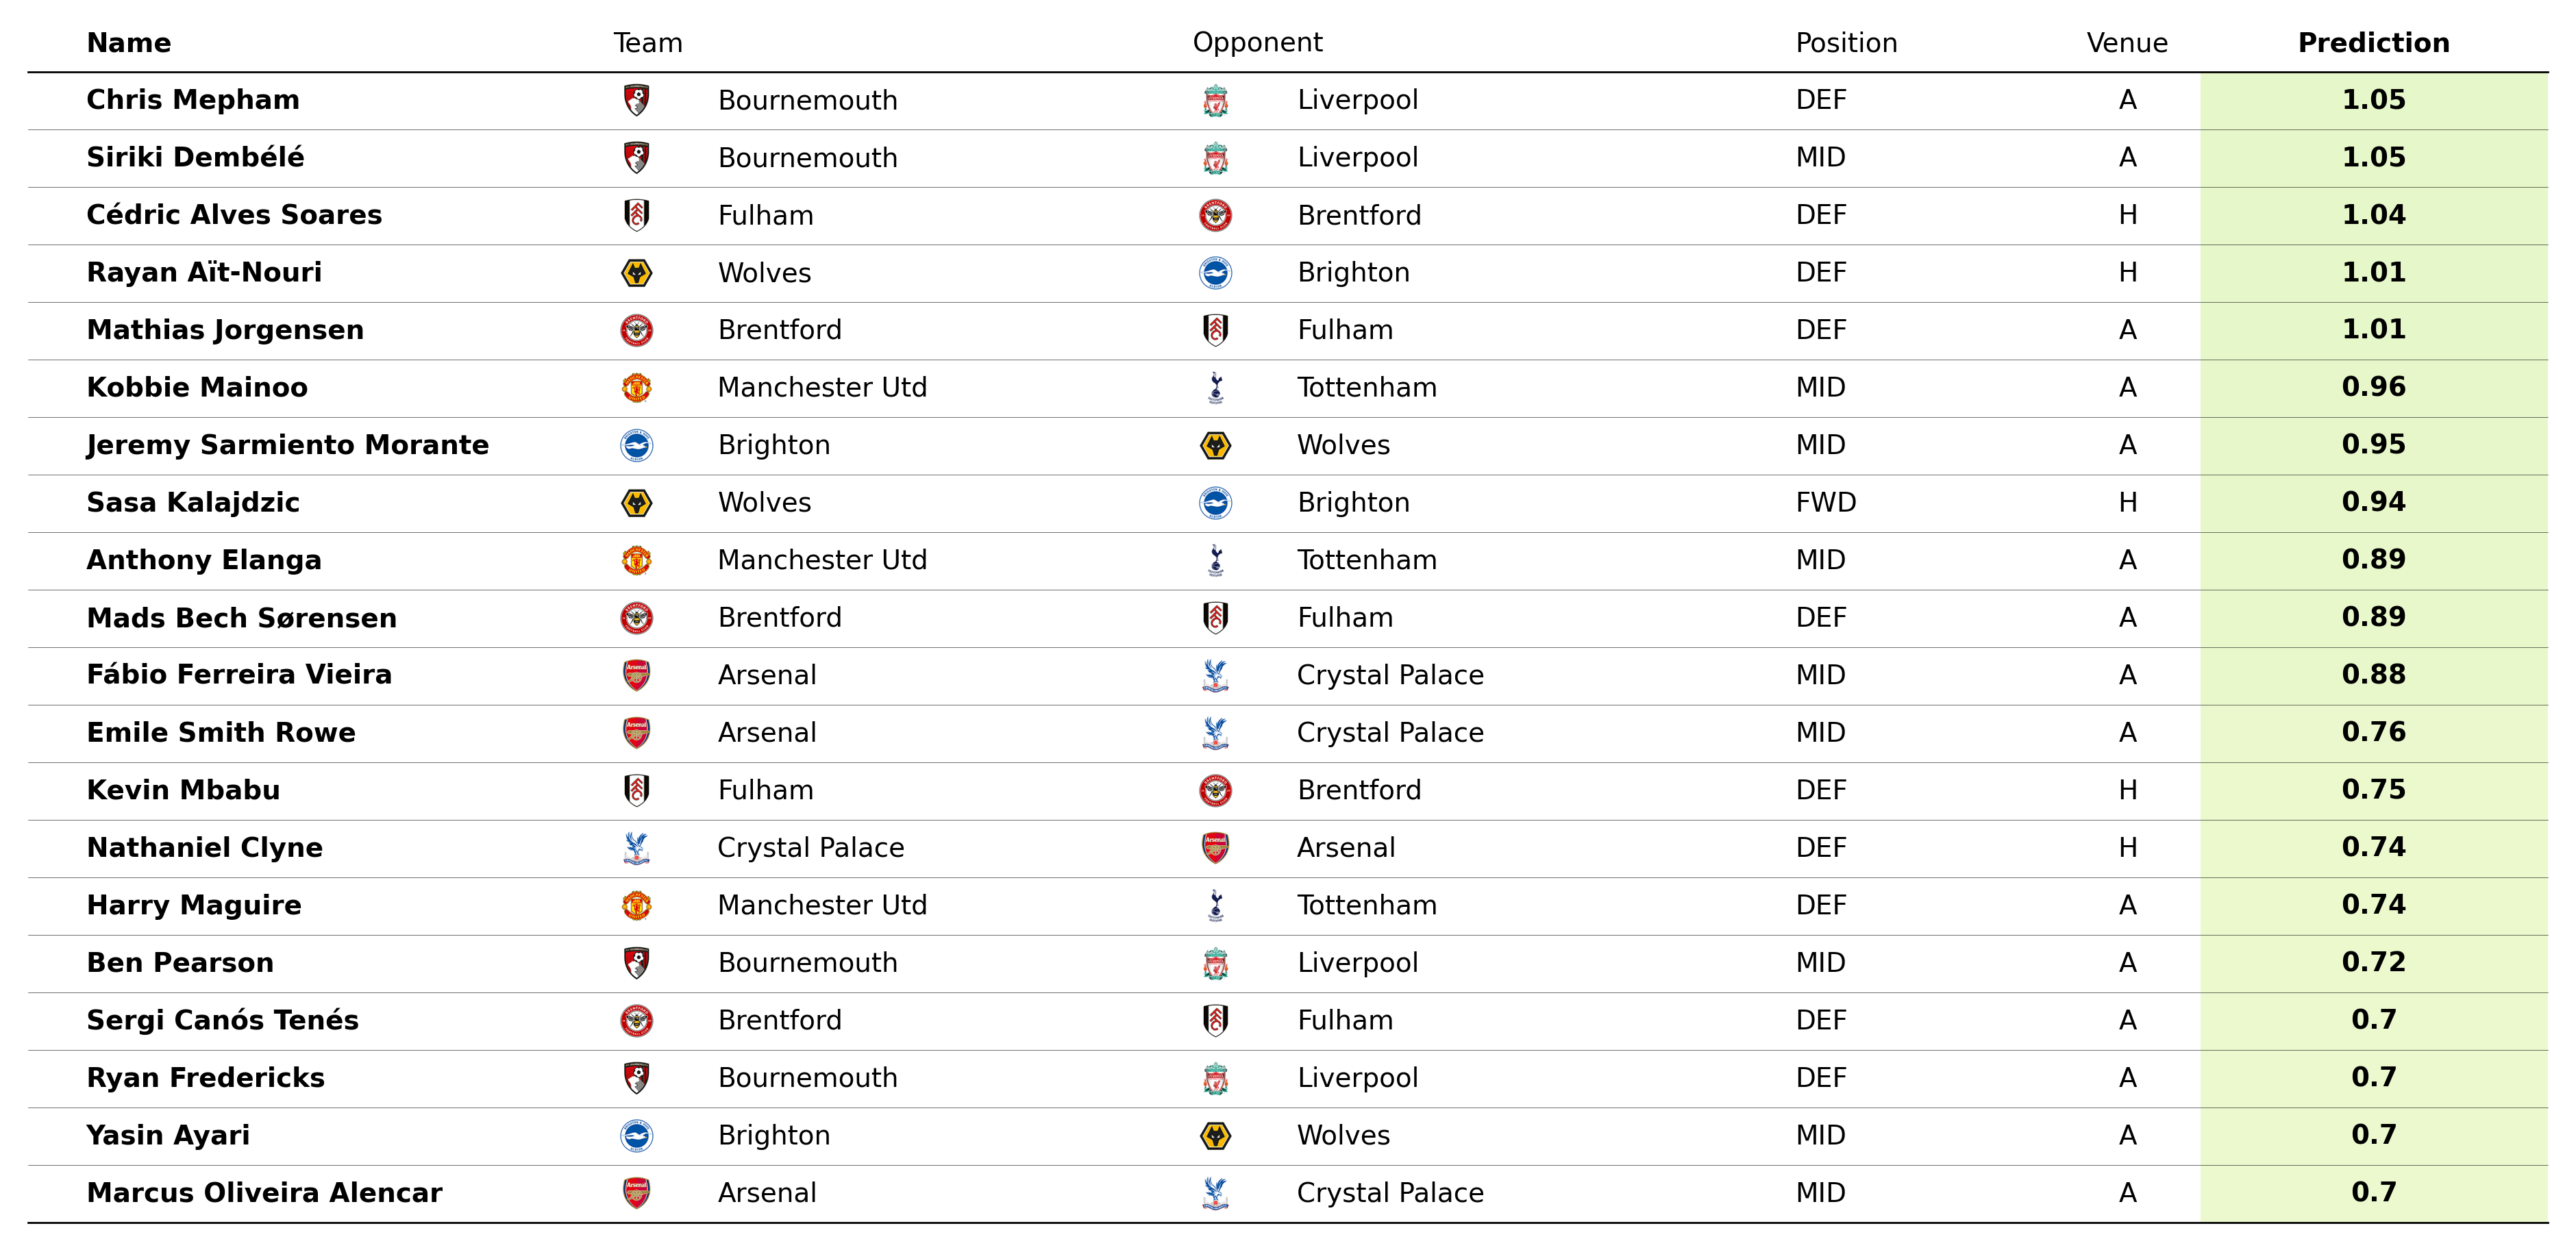 Name Team Opponent Position Venue Prediction
Chris Mepham Bournemouth Liverpool DEF A 1.05
Siriki Dembélé Bournemouth Liverpool MID A 1.05
Cédric Alves Soares Fulham Brentford DEF H 1.04
Rayan Aït-Nouri Wolves Brighton DEF H 1.01
Mathias Jorgensen Brentford Fulham DEF A 1.01
Kobbie Mainoo Manchester Utd Tottenham MID A 0.96
Jeremy Sarmiento Morante Brighton Wolves MID A 0.95
Sasa Kalajdzic Wolves Brighton FWD H 0.94
Anthony Elanga Manchester Utd Tottenham MID A 0.89
Mads Bech Sørensen Brentford Fulham DEF A 0.89
Fábio Ferreira Vieira Arsenal Crystal Palace MID A 0.88
Emile Smith Rowe Arsenal Crystal Palace MID A 0.76
Kevin Mbabu Fulham Brentford DEF H 0.75
Nathaniel Clyne Crystal Palace Arsenal DEF H 0.74
Harry Maguire Manchester Utd Tottenham DEF A 0.74
Ben Pearson Bournemouth Liverpool MID A 0.72
Sergi Canós Tenés Brentford Fulham DEF A 0.7
Ryan Fredericks Bournemouth Liverpool DEF A 0.7
Yasin Ayari Brighton Wolves MID A 0.7
Marcus Oliveira Alencar Arsenal Crystal Palace MID A 0.7